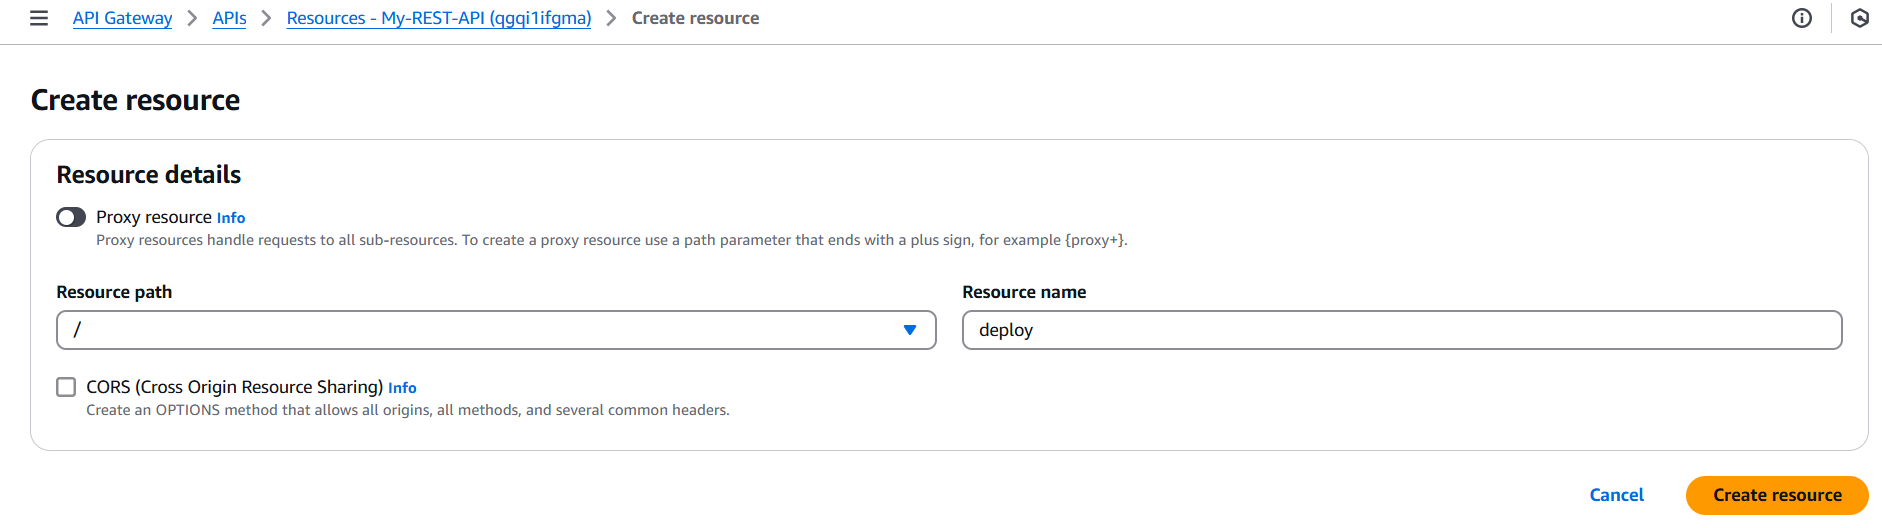 API Gateway > APIs > Resources - My-REST-API (qgqi1ifgma) > Create resource
Create resource
Resource details
Proxy resource Info
Proxy resources handle requests to all sub-resources. To create a proxy resource use a path parameter that ends with a plus sign, for example {proxy+}.
Resource path
/
Resource name
deploy
CORS (Cross Origin Resource Sharing) Info
Create an OPTIONS method that allows all origins, all methods, and several common headers.
Cancel
Create resource